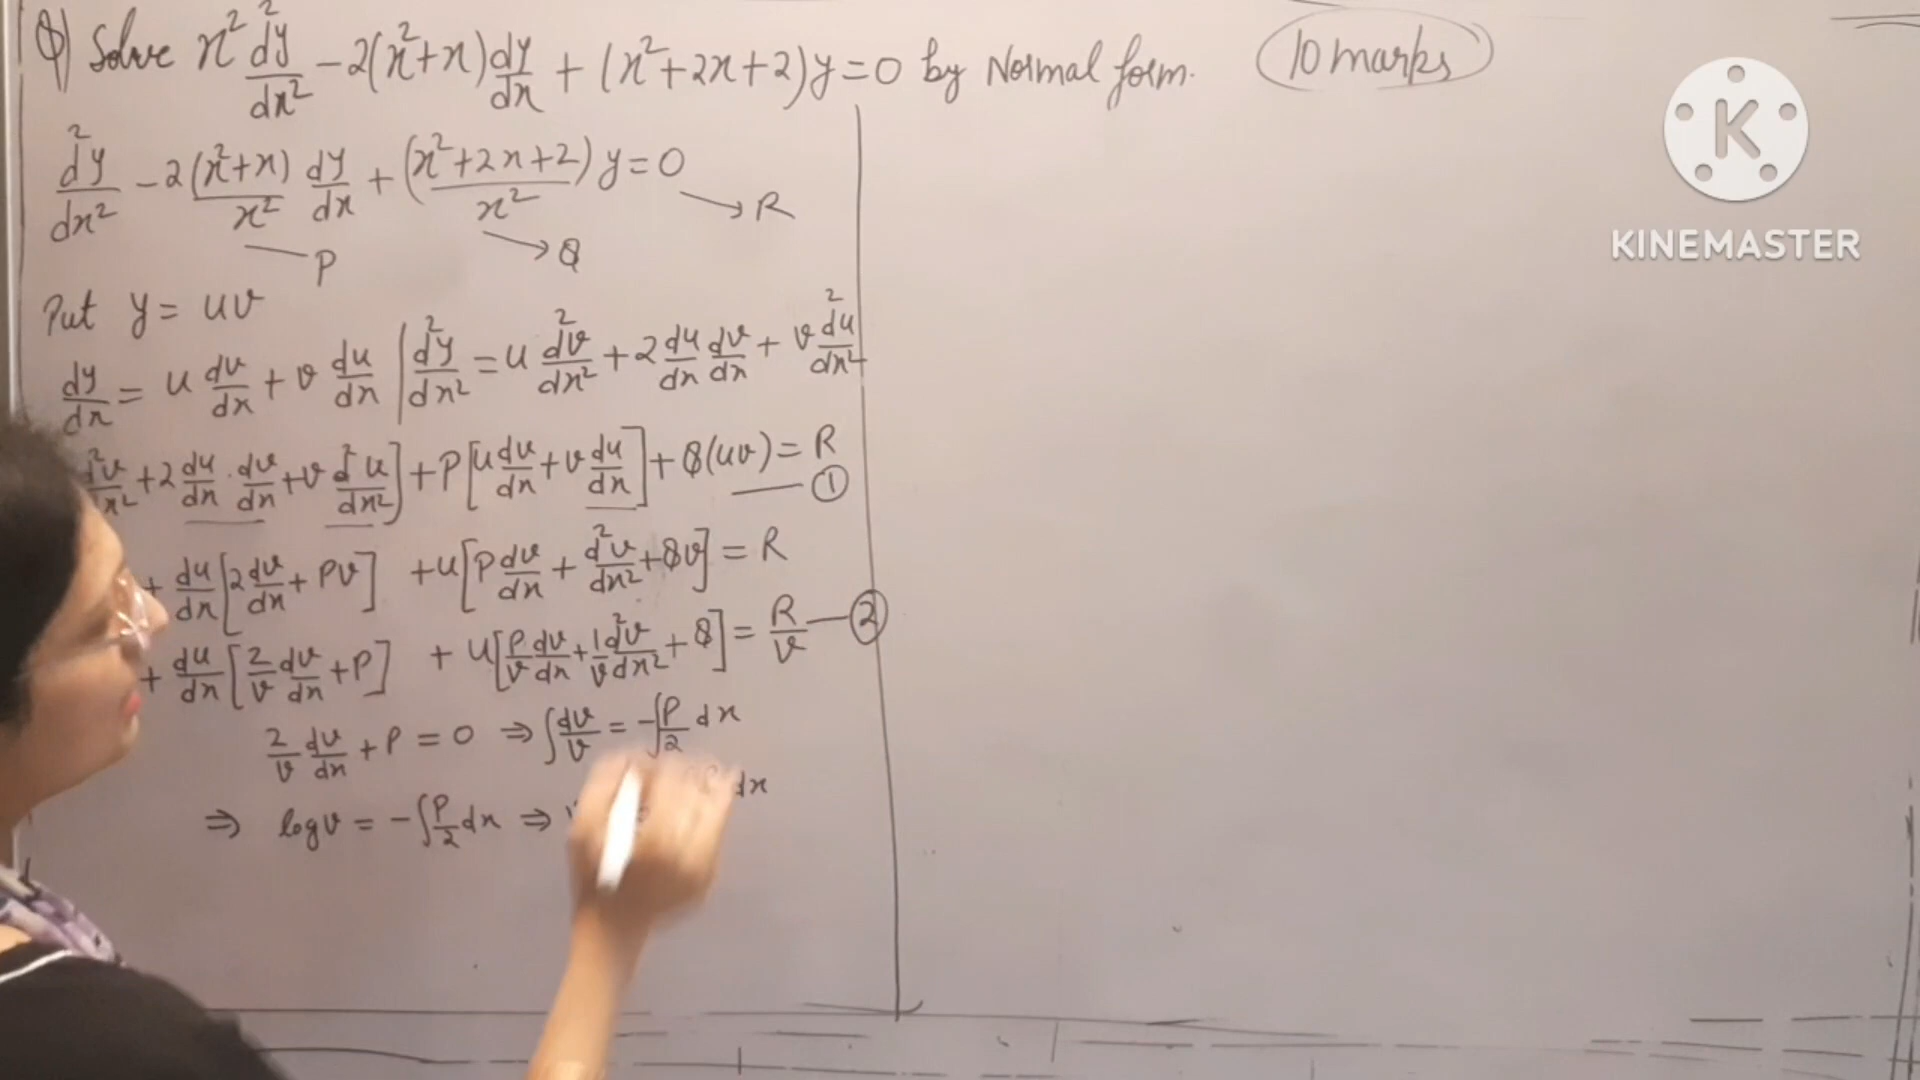 Q) Solve x² d²y/dx² - 2(x²+x) dy/dx + (x²+2x+2)y = 0 by Normal form. 10 marks
d²y/dx² - 2(x²+x)/x² dy/dx + (x²+2x+2)/x² y = 0
→ R
P → Q
Put y = uv
dy/dx = u dv/dx + v du/dx | d²y/dx² = u d²v/dx² + 2 du/dx dv/dx + v d²u/dx²
d²v/dx² + 2 du/dx · dv/dx + v d²u/dx²] + P[u dv/dx + v du/dx] + Q(uv) = R — ①
+ du/dx [2 dv/dx + Pv] + u[P dv/dx + d²v/dx² + Qv] = R
+ du/dx [2/v dv/dx + P] + u[P/v dv/dx + 1/v d²v/dx² + Q] = R/v — ②
2/v dv/dx + P = 0 ⇒ ∫dv/v = -∫P/2 dx
⇒ log v = -∫P/2 dx ⇒ dx
K
KINEMASTER